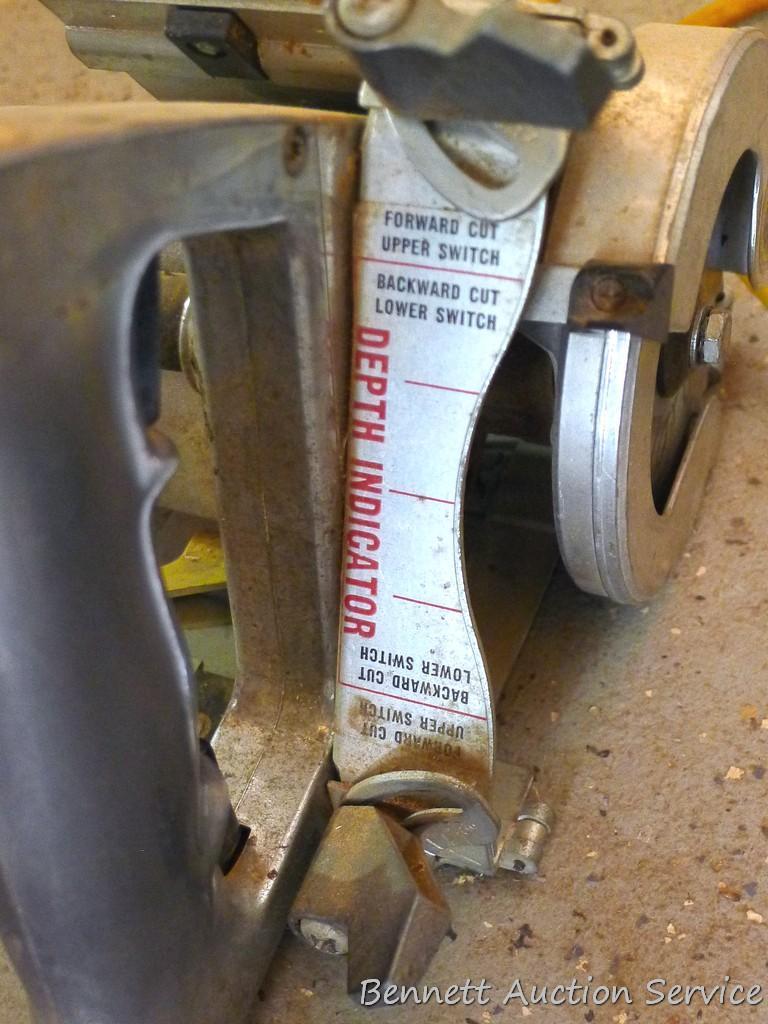 FORWARD CUT
UPPER SWITCH
BACKWARD CUT
LOWER SWITCH
DEPTH INDICATOR
BACKWARD CUT
LOWER SWITCH
FORWARD CUT
UPPER SWITCH
Bennett Auction Service